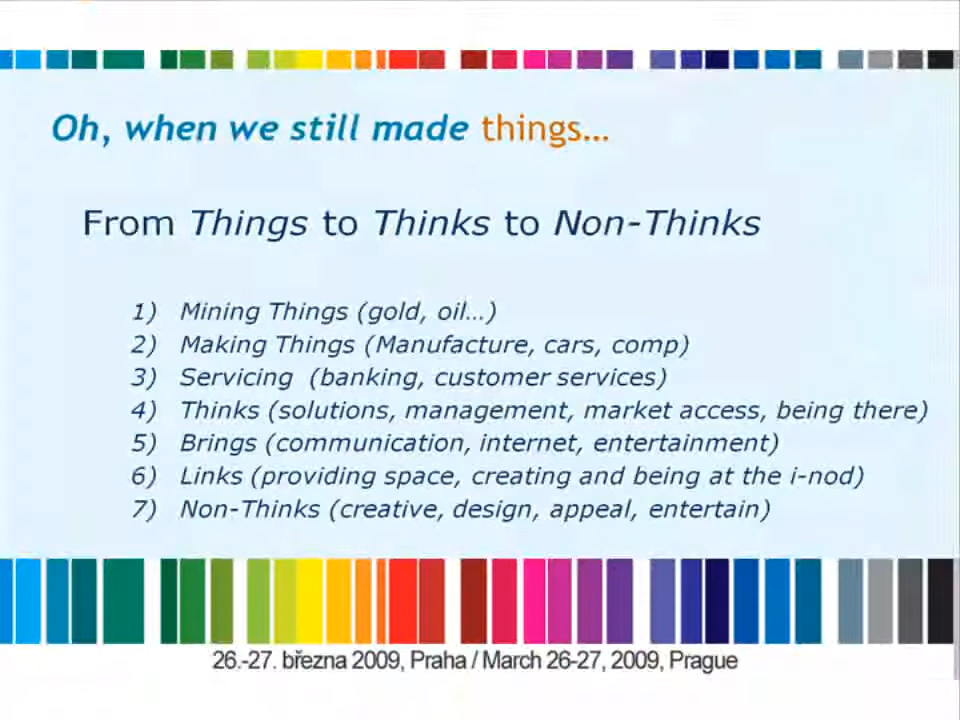 Oh, when we still made things...
From Things to Thinks to Non-Thinks
1) Mining Things (gold, oil...)
2) Making Things (Manufacture, cars, comp)
3) Servicing (banking, customer services)
4) Thinks (solutions, management, market access, being there)
5) Brings (communication, internet, entertainment)
6) Links (providing space, creating and being at the i-nod)
7) Non-Thinks (creative, design, appeal, entertain)
26.-27. března 2009, Praha / March 26-27, 2009, Prague